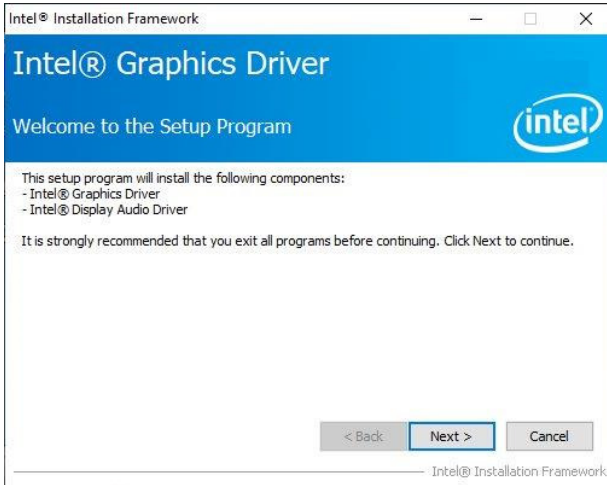 Intel® Installation Framework
Intel® Graphics Driver
Welcome to the Setup Program
intel
This setup program will install the following components:
- Intel® Graphics Driver
- Intel® Display Audio Driver
It is strongly recommended that you exit all programs before continuing. Click Next to continue.
< Back
Next >
Cancel
Intel® Installation Framework